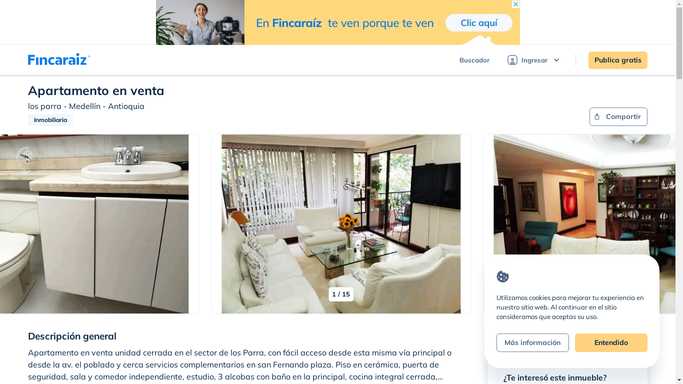 En Fincaraíz te ven porque te ven
Clic aquí
Fincaraíz
Buscador
Ingresar
Publica gratis
Apartamento en venta
los parra - Medellín - Antioquia
Inmobiliaria
Compartir
1 / 15
Utilizamos cookies para mejorar tu experiencia en
nuestro sitio web. Al continuar en el sitio
consideramos que aceptas su uso.
Más información
Entendido
Descripción general
Apartamento en venta unidad cerrada en el sector de los Parra, con fácil acceso desde esta misma vía principal o
desde la av. el poblado y cerca servicios complementarios en san Fernando plaza. Piso en cerámica, puerta de
seguridad, sala y comedor independiente, estudio, 3 alcobas con baño en la principal, cocina integral cerrada,...
¿Te interesó este inmueble?